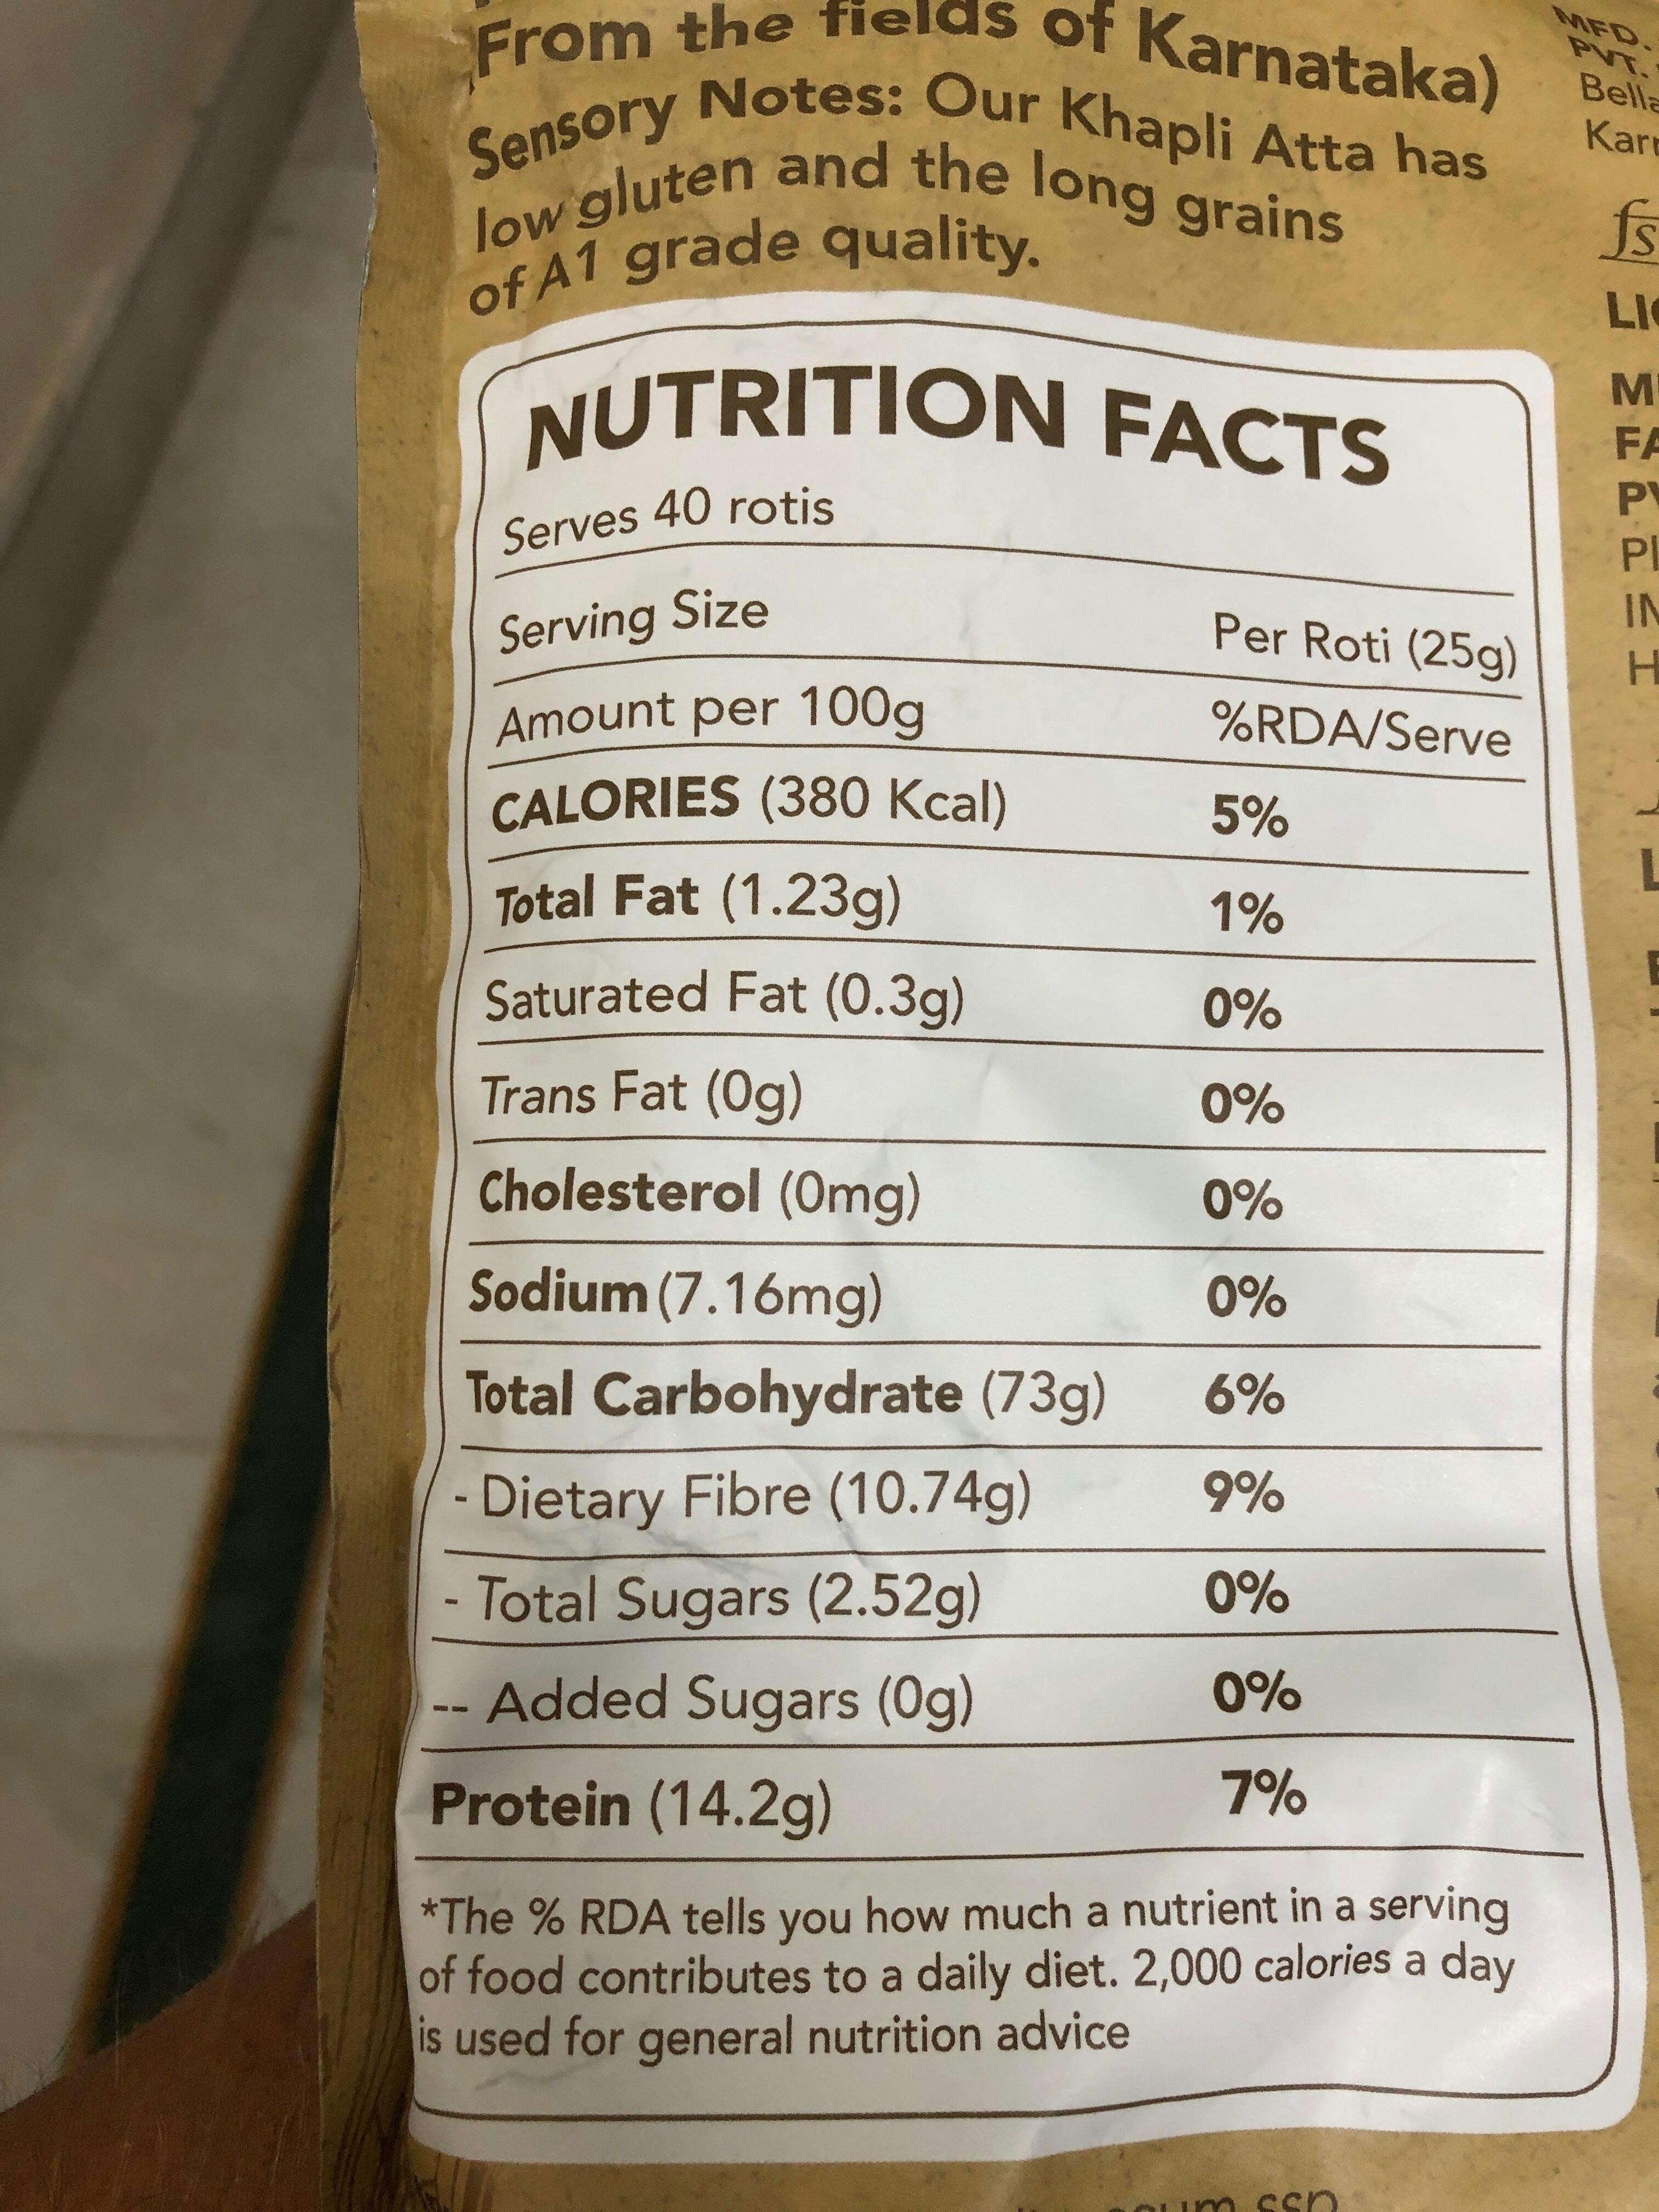 From the fields of Karnataka)
Sensory Notes: Our Khapli Atta has
low gluten and the long grains
of A1 grade quality.
NUTRITION FACTS
Serves 40 rotis
Serving Size Per Roti (25g)
Amount per 100g %RDA/Serve
CALORIES (380 Kcal) 5%
Total Fat (1.23g) 1%
Saturated Fat (0.3g) 0%
Trans Fat (0g) 0%
Cholesterol (0mg) 0%
Sodium (7.16mg) 0%
Total Carbohydrate (73g) 6%
- Dietary Fibre (10.74g) 9%
- Total Sugars (2.52g) 0%
-- Added Sugars (0g) 0%
Protein (14.2g) 7%
*The % RDA tells you how much a nutrient in a serving
of food contributes to a daily diet. 2,000 calories a day
is used for general nutrition advice
MFD.
PVT.